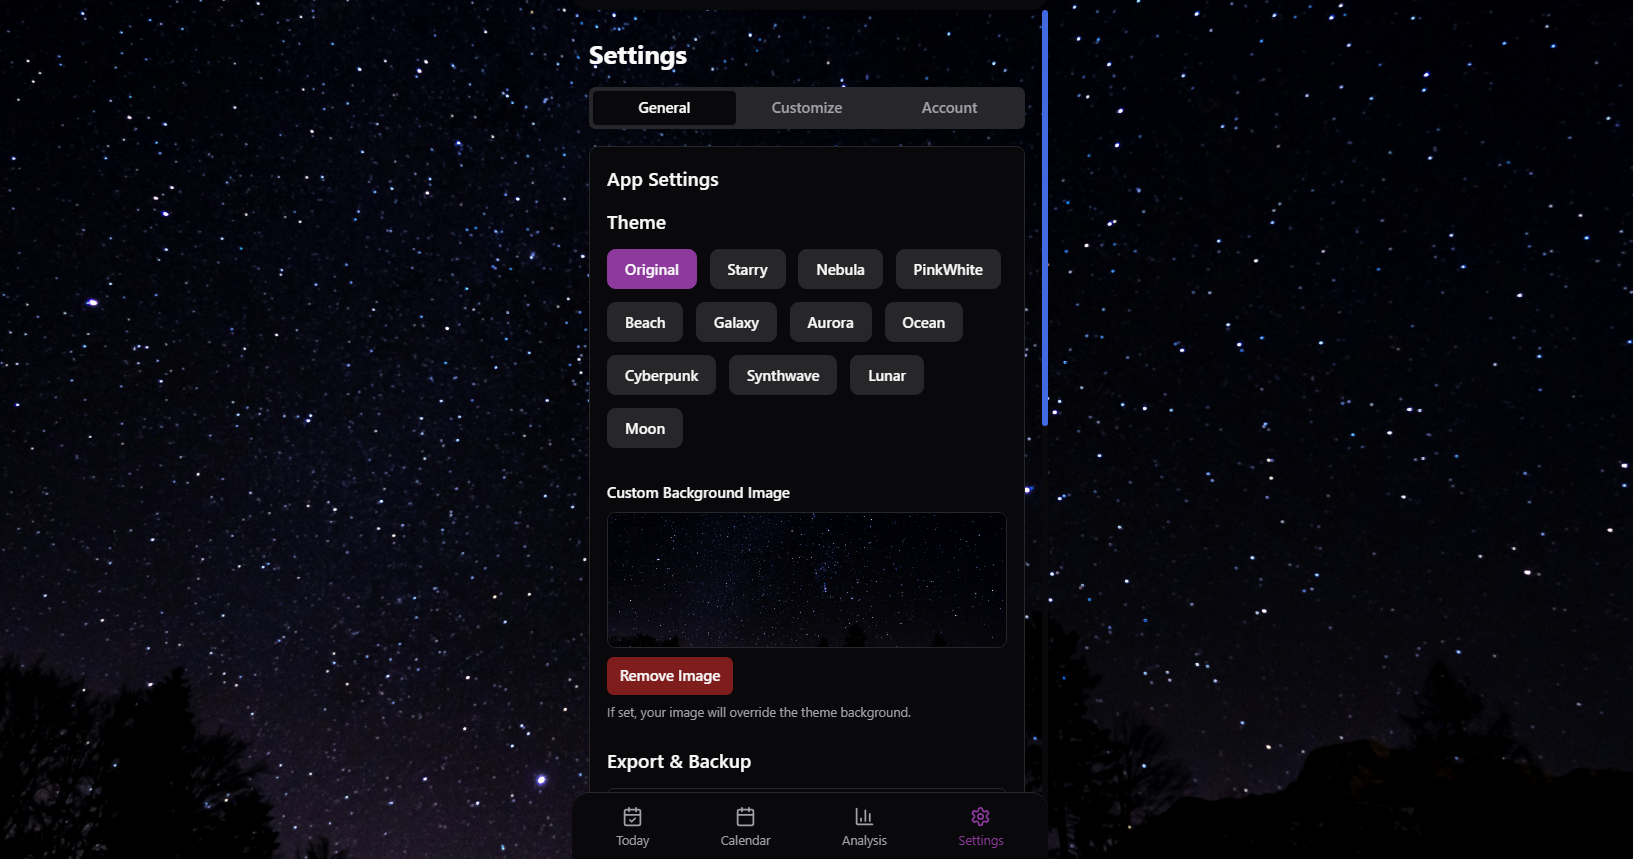 Settings
General Customize Account
App Settings
Theme
Original Starry Nebula PinkWhite
Beach Galaxy Aurora Ocean
Cyberpunk Synthwave Lunar
Moon
Custom Background Image
Remove Image
If set, your image will override the theme background.
Export & Backup
Today Calendar Analysis Settings